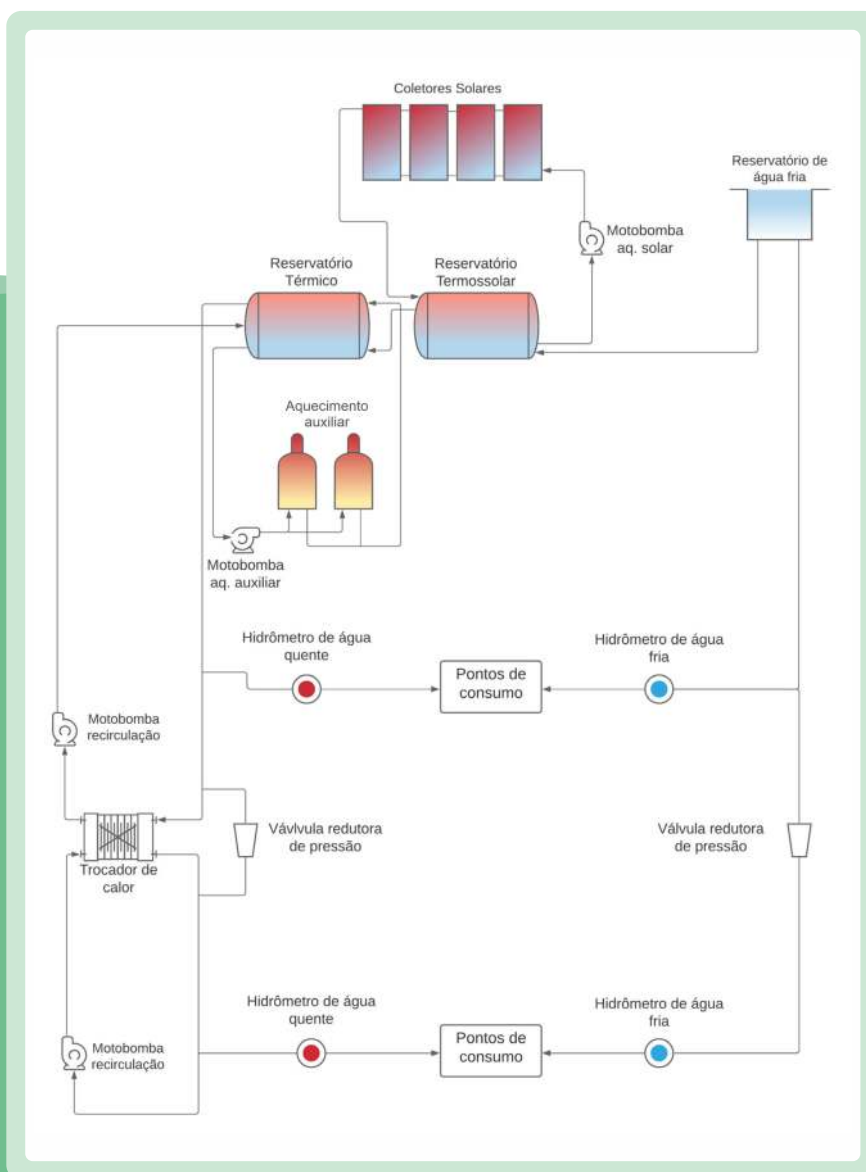 Coletores Solares
Reservatório de
água fria
Motobomba
aq. solar
Reservatório
Térmico
Reservatório
Termossolar
Aquecimento
auxiliar
Motobomba
aq. auxiliar
Hidrômetro de água
quente
Pontos de
consumo
Hidrômetro de água
fria
Motobomba
recirculação
Vávlvula redutora
de pressão
Válvula redutora
de pressão
Trocador de
calor
Hidrômetro de água
quente
Pontos de
consumo
Hidrômetro de água
fria
Motobomba
recirculação